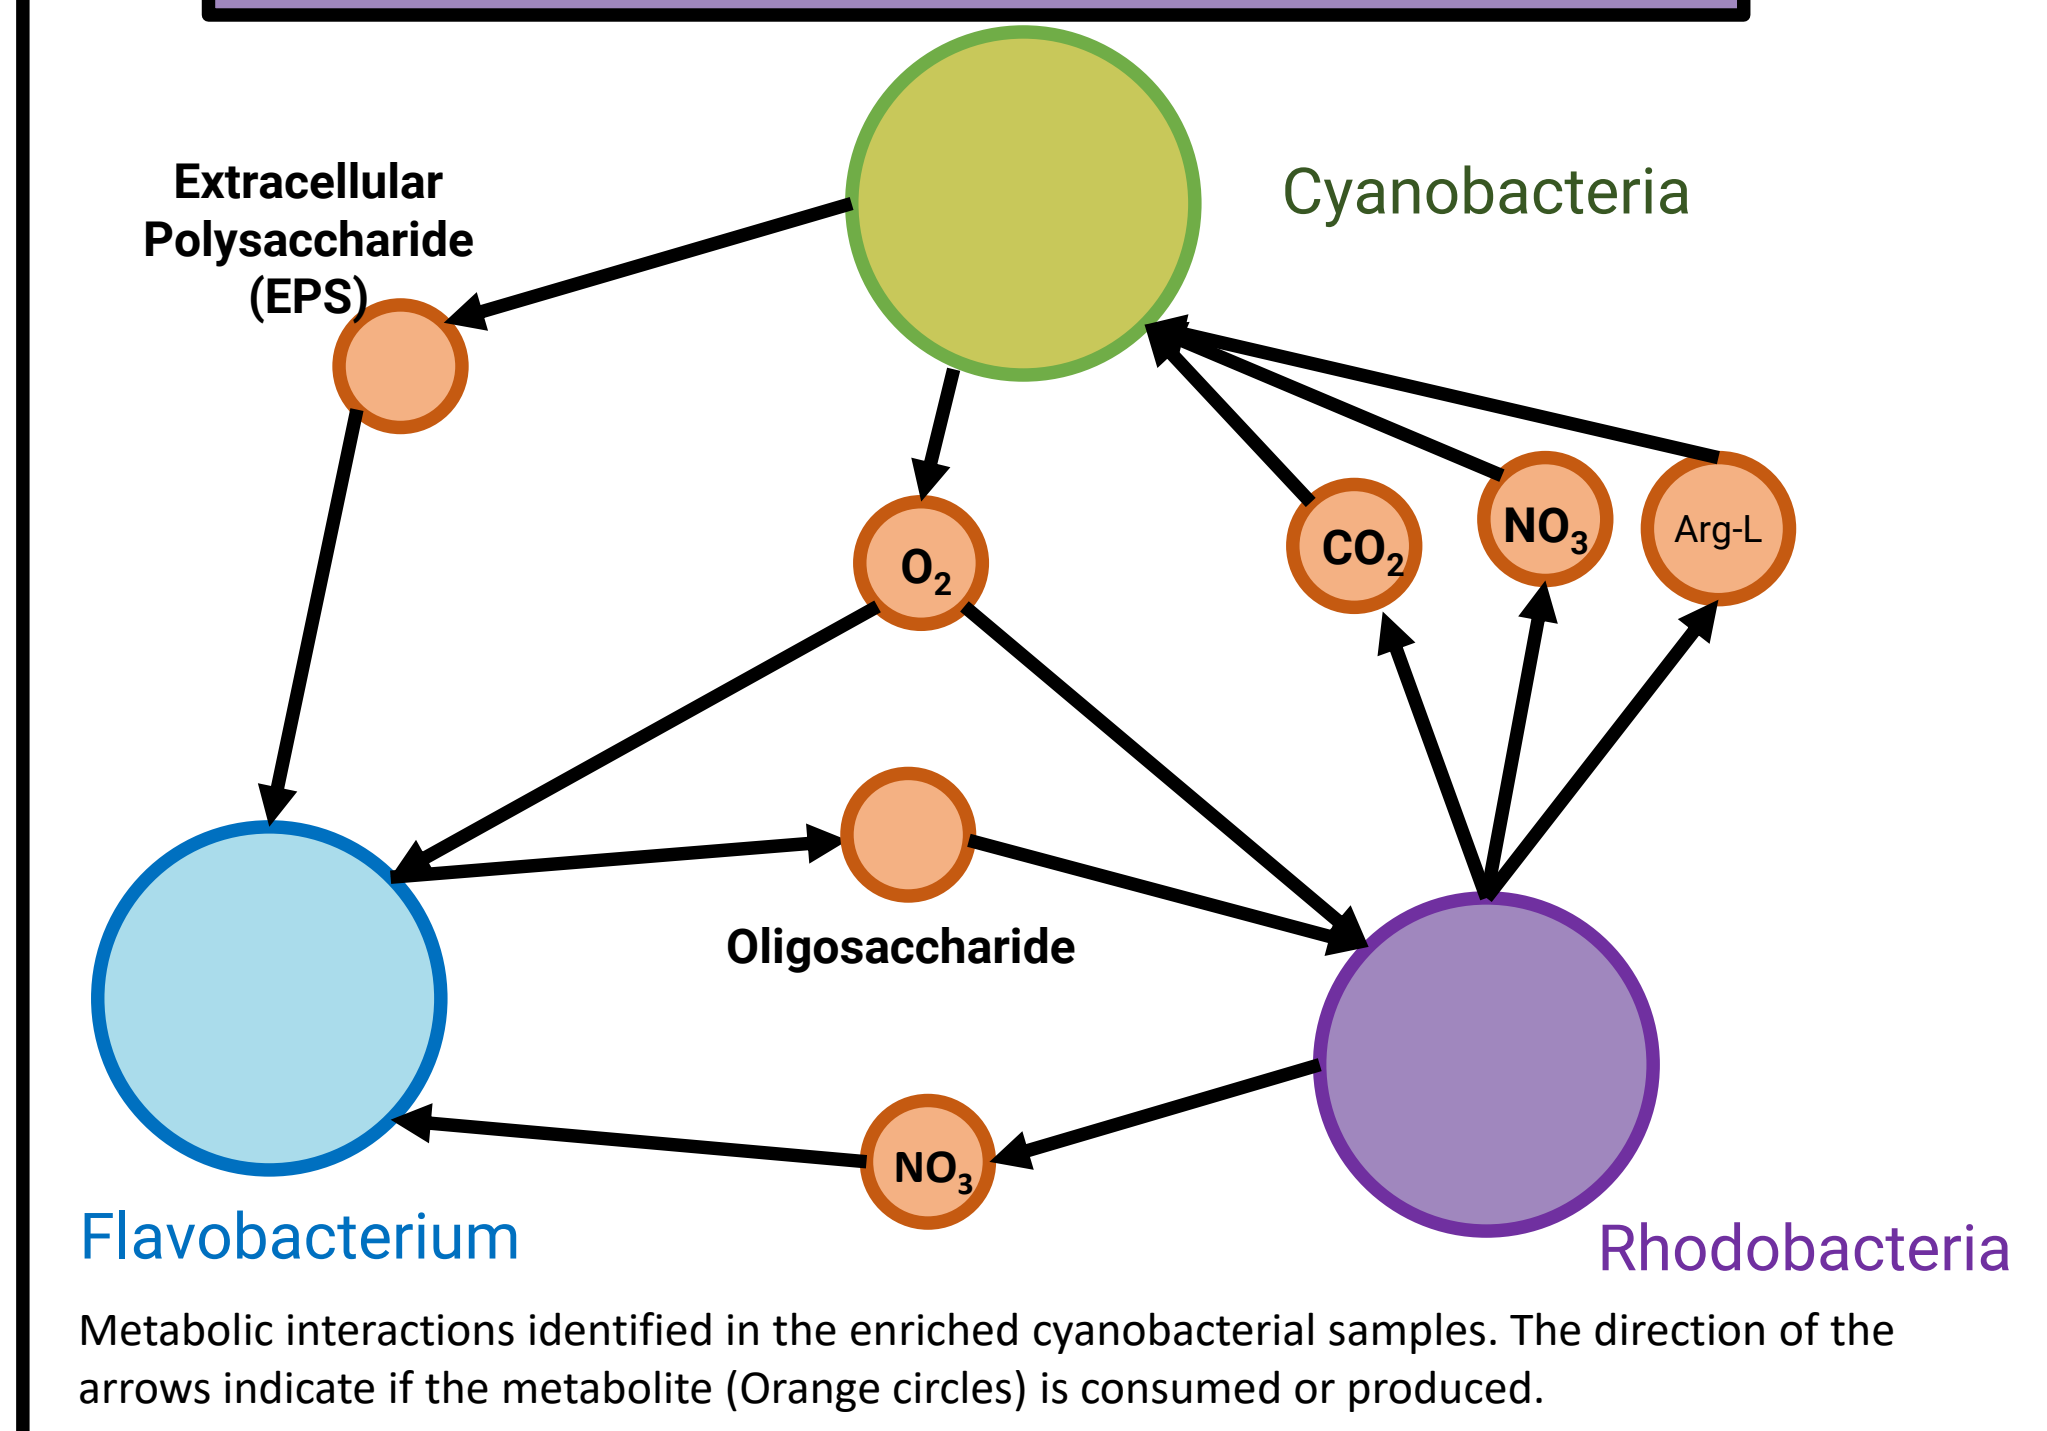 Extracellular
Polysaccharide
(EPS)
Cyanobacteria
O2
CO2
NO3
Arg-L
Oligosaccharide
NO3
Flavobacterium
Rhodobacteria
Metabolic interactions identified in the enriched cyanobacterial samples. The direction of the
arrows indicate if the metabolite (Orange circles) is consumed or produced.